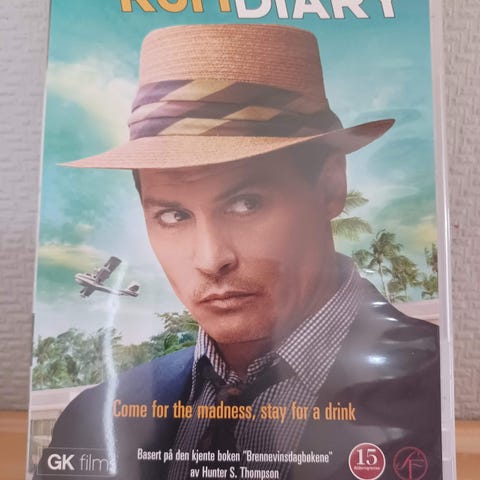 RUM DIARY
Come for the madness, stay for a drink
Basert på den kjente boken "Brennevinsdagbøkene"
av Hunter S. Thompson
GK films
15